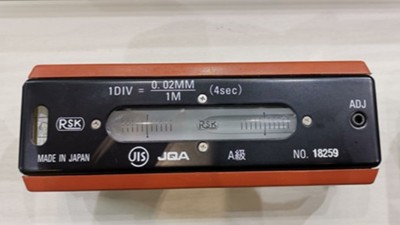 1DIV = 0.02MM / 1M (4sec)
RSK
RSK
ADJ
MADE IN JAPAN
JIS
JQA
A級
NO. 18259